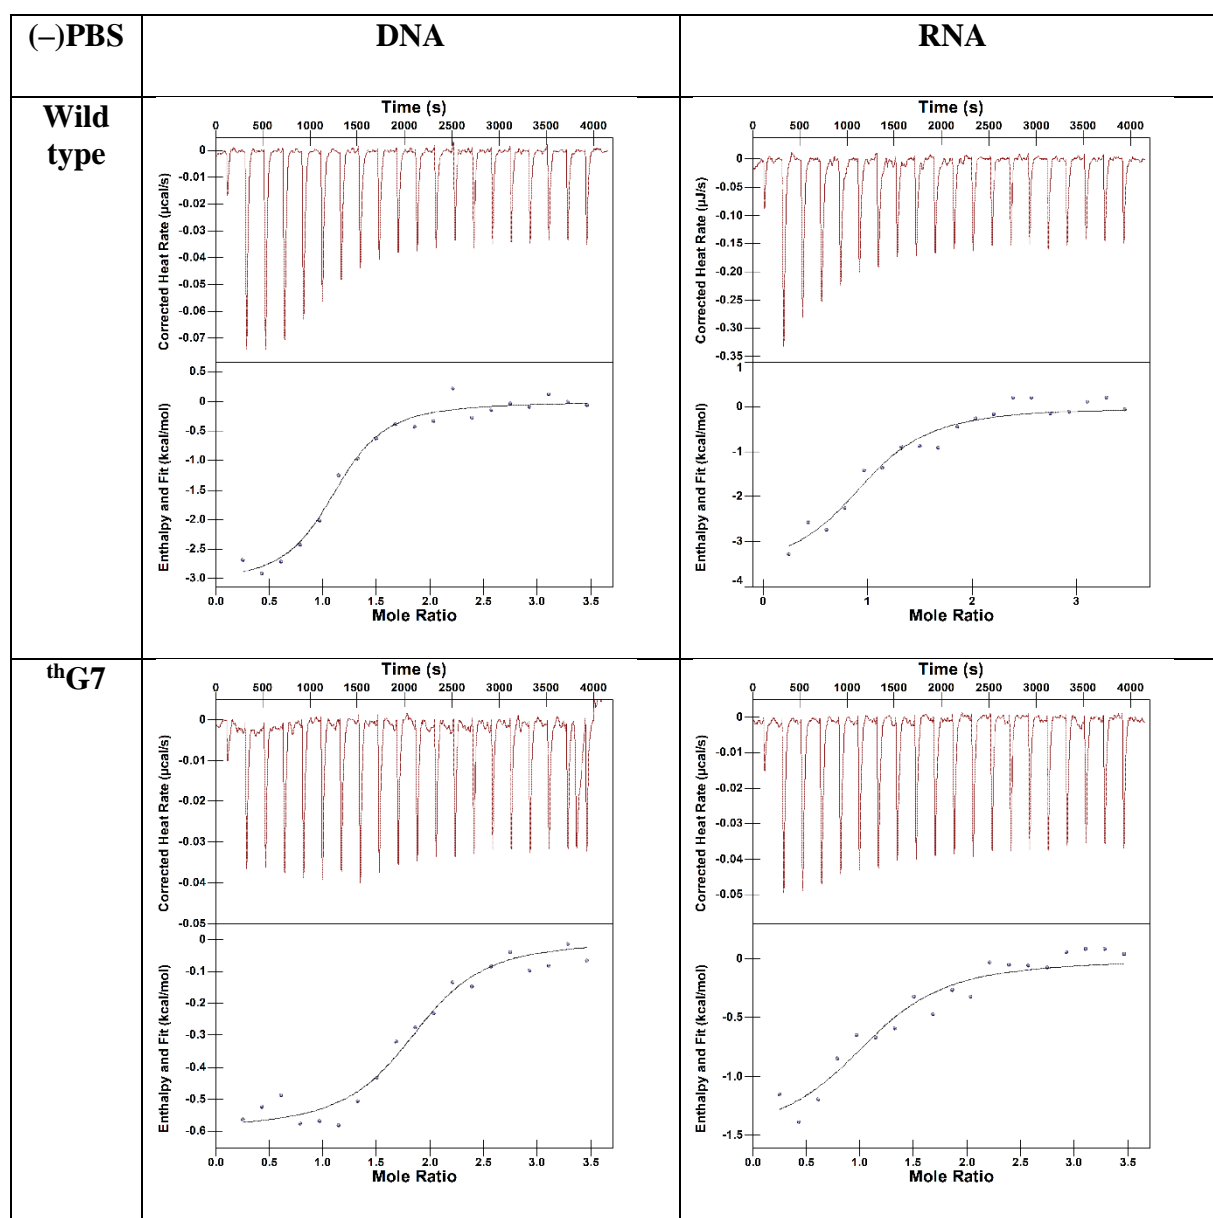 (–)PBS DNA RNA
Wild type
Time (s)
0 500 1000 1500 2000 2500 3000 3500 4000
Corrected Heat Rate (µcal/s)
0
-0.01
-0.02
-0.03
-0.04
-0.05
-0.06
-0.07
Enthalpy and Fit (kcal/mol)
0.5
0
-0.5
-1.0
-1.5
-2.0
-2.5
-3.0
0.0 0.5 1.0 1.5 2.0 2.5 3.0 3.5
Mole Ratio
Time (s)
0 500 1000 1500 2000 2500 3000 3500 4000
Corrected Heat Rate (µJ/s)
0
-0.05
-0.10
-0.15
-0.20
-0.25
-0.30
-0.35
Enthalpy and Fit (kcal/mol)
1
0
-1
-2
-3
-4
0 1 2 3
Mole Ratio
thG7
Time (s)
0 500 1000 1500 2000 2500 3000 3500 4000
Corrected Heat Rate (µcal/s)
0
-0.01
-0.02
-0.03
-0.04
-0.05
Enthalpy and Fit (kcal/mol)
0
-0.1
-0.2
-0.3
-0.4
-0.5
-0.6
0.0 0.5 1.0 1.5 2.0 2.5 3.0 3.5
Mole Ratio
Time (s)
0 500 1000 1500 2000 2500 3000 3500 4000
Corrected Heat Rate (µcal/s)
0
-0.01
-0.02
-0.03
-0.04
-0.05
Enthalpy and Fit (kcal/mol)
0
-0.5
-1.0
-1.5
0.0 0.5 1.0 1.5 2.0 2.5 3.0 3.5
Mole Ratio